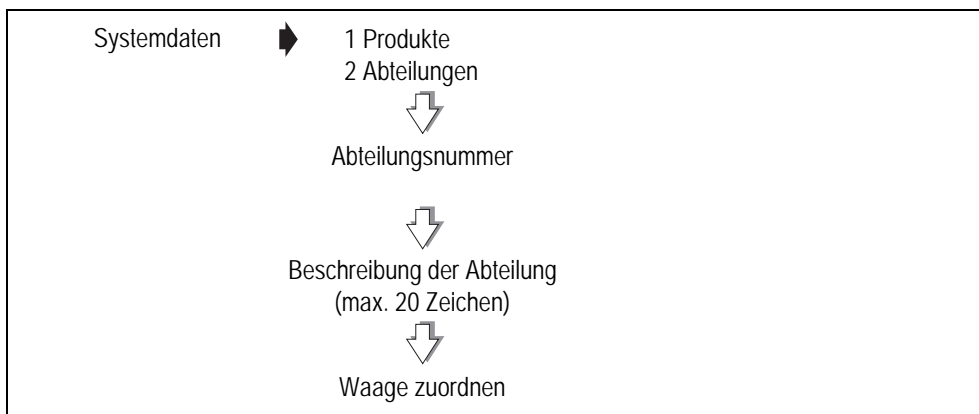 Systemdaten 1 Produkte
2 Abteilungen
Abteilungsnummer
Beschreibung der Abteilung
(max. 20 Zeichen)
Waage zuordnen